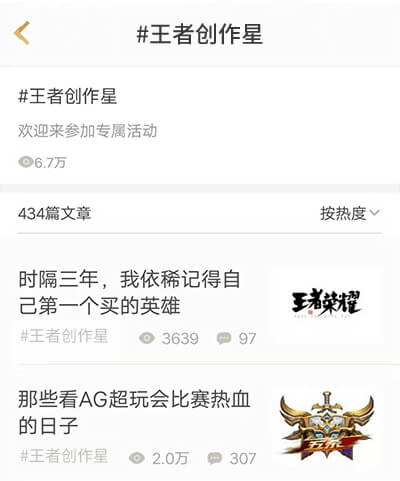 #王者创作星
#王者创作星
欢迎来参加专属活动
6.7万
434篇文章 按热度
时隔三年，我依稀记得自
己第一个买的英雄
王者荣耀
#王者创作星 3639 97
那些看AG超玩会比赛热血
的日子
五杀
#王者创作星 2.0万 307